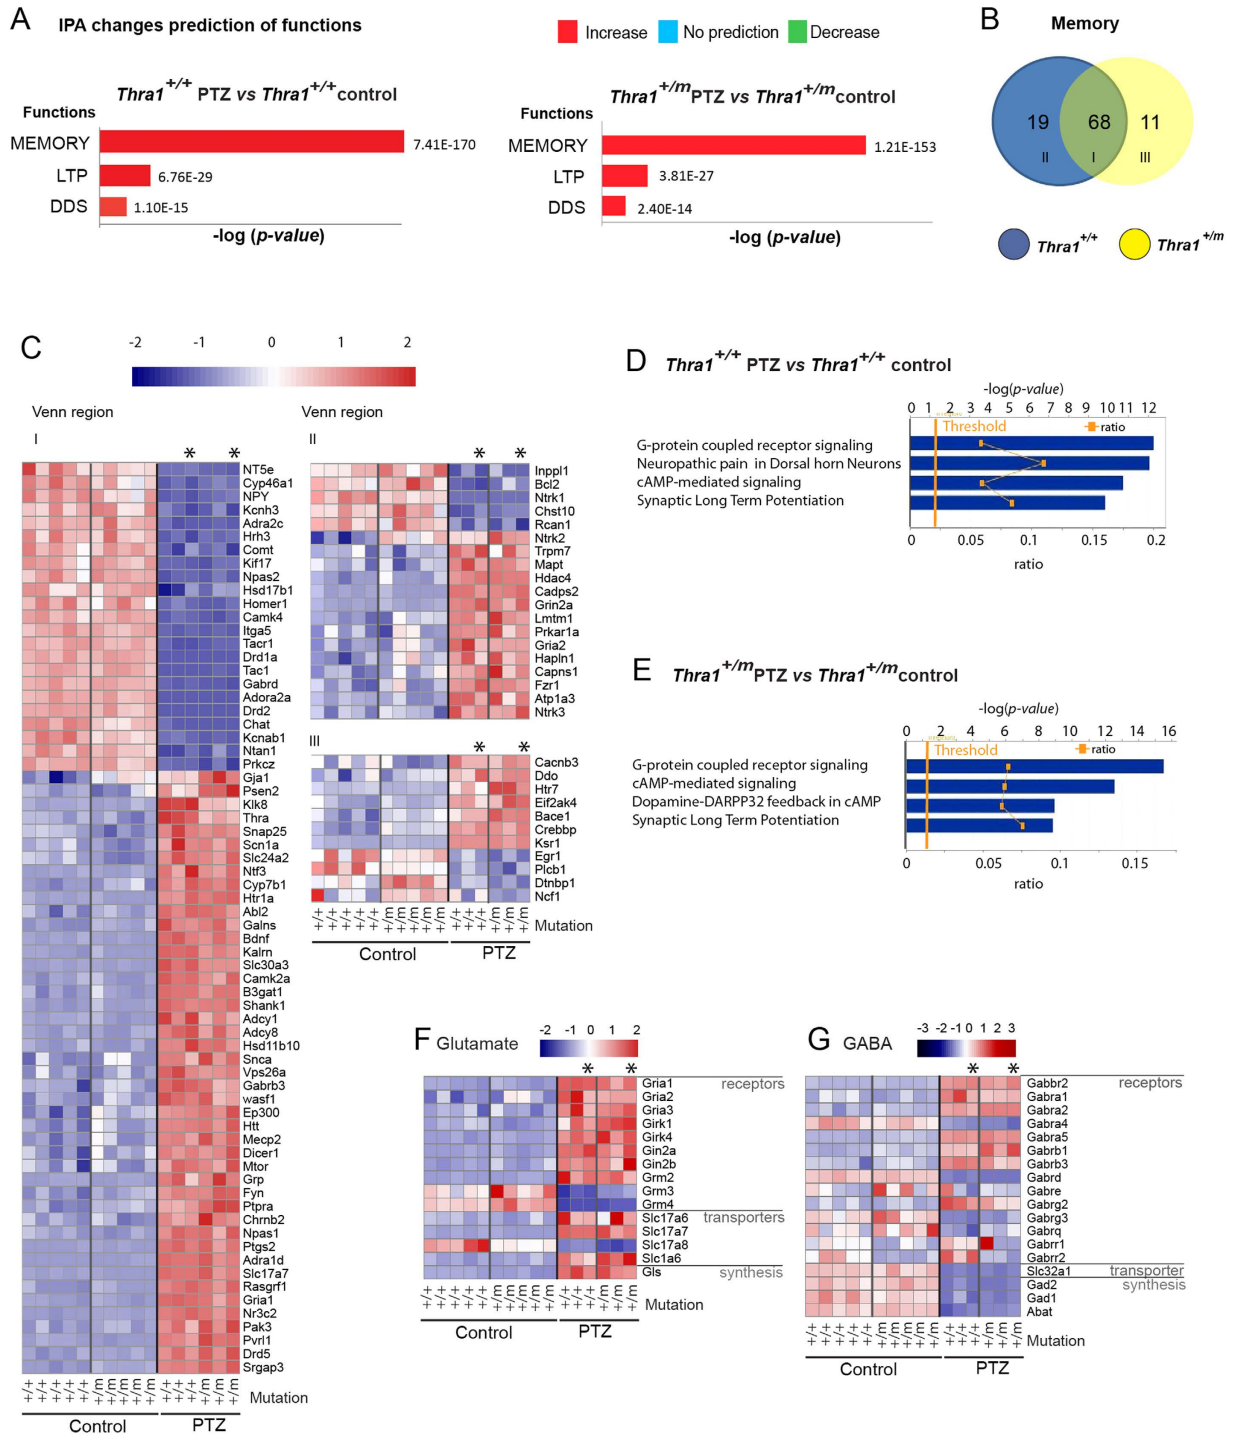 A
IPA changes prediction of functions
Increase
No prediction
Decrease
Thra1+/+ PTZ vs Thra1+/+control
Functions
MEMORY
7.41E-170
LTP
6.76E-29
DDS
1.10E-15
-log (p-value)
Thra1+/mPTZ vs Thra1+/mcontrol
Functions
MEMORY
1.21E-153
LTP
3.81E-27
DDS
2.40E-14
-log (p-value)
B
Memory
19 68 11
II I III
Thra1+/+ Thra1+/m
C
-2 -1 0 1 2
Venn region
I
* *
NT5e
Cyp46a1
NPY
Kcnh3
Adra2c
Hrh3
Comt
Kif17
Npas2
Hsd17b1
Homer1
Camk4
Itga5
Tacr1
Drd1a
Tac1
Gabrd
Adora2a
Drd2
Chat
Kcnab1
Ntan1
Prkcz
Gja1
Psen2
Klk8
Thra
Snap25
Scn1a
Slc24a2
Ntf3
Cyp7b1
Htr1a
Abl2
Galns
Bdnf
Kalrn
Slc30a3
Camk2a
B3gat1
Shank1
Adcy1
Adcy8
Hsd11b10
Snca
Vps26a
Gabrb3
wasf1
Ep300
Htt
Mecp2
Dicer1
Mtor
Grp
Fyn
Ptpra
Chrnb2
Npas1
Ptgs2
Adra1d
Slc17a7
Rasgrf1
Gria1
Nr3c2
Pak3
Pvrl1
Drd5
Srgap3
+/+ +/+ +/+ +/+ +/+ +/m +/m +/m +/m +/m +/+ +/+ +/+ +/m +/m +/m
Mutation
Control PTZ
Venn region
II
* *
Inppl1
Bcl2
Ntrk1
Chst10
Rcan1
Ntrk2
Trpm7
Mapt
Hdac4
Cadps2
Grin2a
Lmtm1
Prkar1a
Gria2
Hapln1
Capns1
Fzr1
Atp1a3
Ntrk3
III
* *
Cacnb3
Ddo
Htr7
Eif2ak4
Bace1
Crebbp
Ksr1
Egr1
Plcb1
Dtnbp1
Ncf1
+/+ +/+ +/+ +/+ +/+ +/m +/m +/m +/m +/m +/+ +/+ +/+ +/m +/m +/m
Mutation
Control PTZ
D
Thra1+/+ PTZ vs Thra1+/+ control
-log(p-value)
0 1 2 3 4 5 6 7 8 9 10 11 12
Threshold
ratio
G-protein coupled receptor signaling
Neuropathic pain in Dorsal horn Neurons
cAMP-mediated signaling
Synaptic Long Term Potentiation
0 0.05 0.1 0.15 0.2
ratio
E
Thra1+/mPTZ vs Thra1+/mcontrol
-log(p-value)
0 2 4 6 8 10 12 14 16
Threshold
ratio
G-protein coupled receptor signaling
cAMP-mediated signaling
Dopamine-DARPP32 feedback in cAMP
Synaptic Long Term Potentiation
0 0.05 0.1 0.15
ratio
F
Glutamate
-2 -1 0 1 2
* *
Gria1 receptors
Gria2
Gria3
Girk1
Girk4
Gin2a
Gin2b
Grm2
Grm3
Grm4
Slc17a6 transporters
Slc17a7
Slc17a8
Slc1a6
Gls synthesis
+/+ +/+ +/+ +/+ +/+ +/m +/m +/m +/m +/m +/+ +/+ +/+ +/m +/m +/m
Mutation
Control PTZ
G
GABA
-3 -2 -1 0 1 2 3
* *
Gabbr2 receptors
Gabra1
Gabra2
Gabra4
Gabra5
Gabrb1
Gabrb3
Gabrd
Gabre
Gabrg2
Gabrg3
Gabrq
Gabrr1
Gabrr2
Slc32a1 transporter
Gad2 synthesis
Gad1
Abat
+/+ +/+ +/+ +/+ +/+ +/m +/m +/m +/m +/m +/+ +/+ +/+ +/m +/m +/m
Mutation
Control PTZ